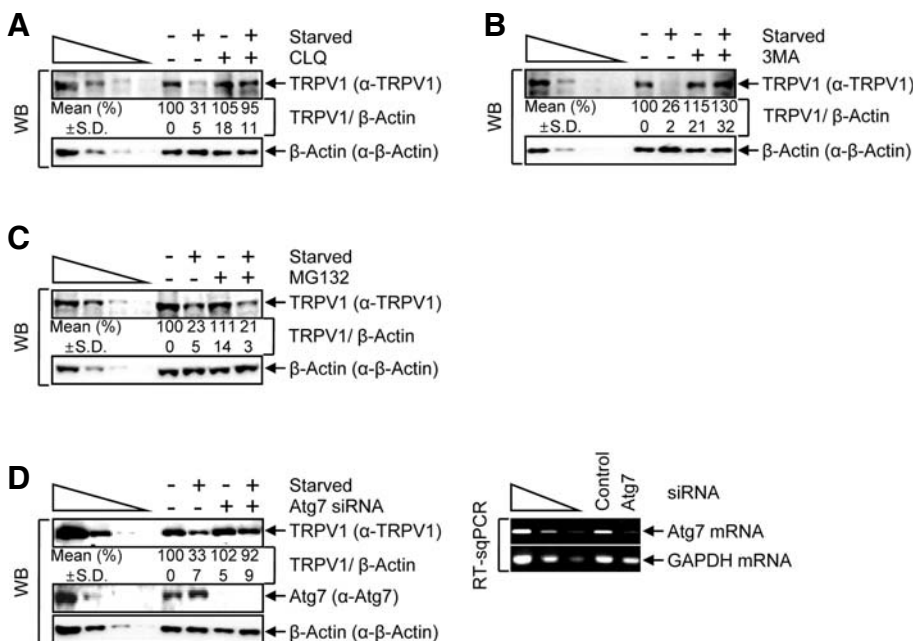 A
- + - + Starved
- - + + CLQ
WB
TRPV1 (α-TRPV1)
Mean (%) 100 31 105 95
±S.D. 0 5 18 11
TRPV1/ β-Actin
β-Actin (α-β-Actin)
B
- + - + Starved
- - + + 3MA
WB
TRPV1 (α-TRPV1)
Mean (%) 100 26 115 130
±S.D. 0 2 21 32
TRPV1/ β-Actin
β-Actin (α-β-Actin)
C
- + - + Starved
- - + + MG132
WB
TRPV1 (α-TRPV1)
Mean (%) 100 23 111 21
±S.D. 0 5 14 3
TRPV1/ β-Actin
β-Actin (α-β-Actin)
D
- + - + Starved
- - + + Atg7 siRNA
WB
TRPV1 (α-TRPV1)
Mean (%) 100 33 102 92
±S.D. 0 7 5 9
TRPV1/ β-Actin
Atg7 (α-Atg7)
β-Actin (α-β-Actin)
Control
Atg7
siRNA
RT-sqPCR
Atg7 mRNA
GAPDH mRNA